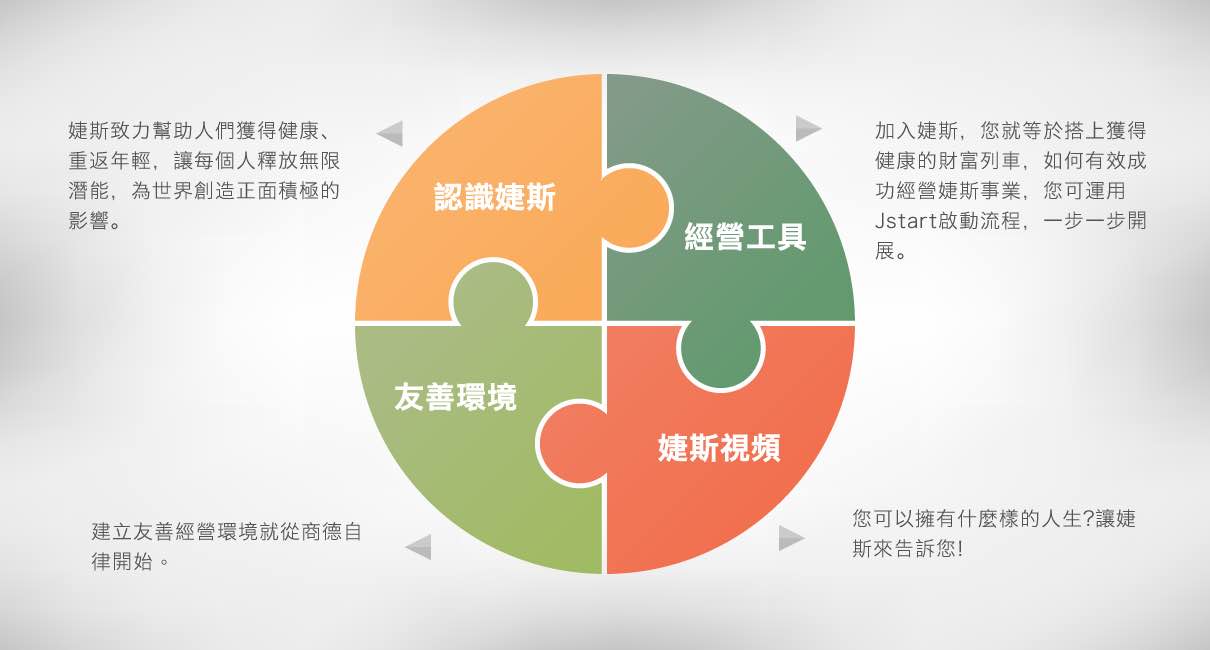 婕斯致力幫助人們獲得健康、
重返年輕，讓每個人釋放無限
潛能，為世界創造正面積極的
影響。
認識婕斯
加入婕斯，您就等於搭上獲得
健康的財富列車，如何有效成
功經營婕斯事業，您可運用
Jstart啟動流程，一步一步開
展。
經營工具
友善環境
建立友善經營環境就從商德自
律開始。
婕斯視頻
您可以擁有什麼樣的人生?讓婕
斯來告訴您!